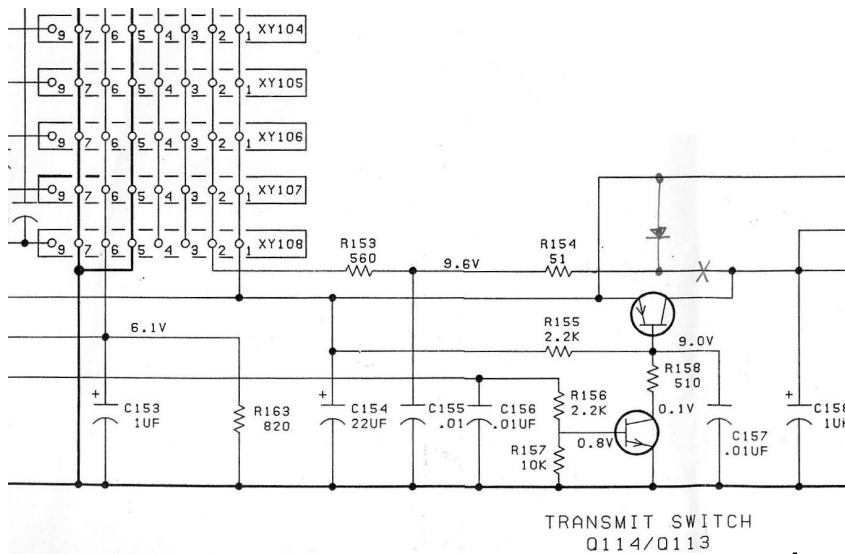 9 7 6 5 4 3 2 1 XY104
9 7 6 5 4 3 2 1 XY105
9 7 6 5 4 3 2 1 XY106
9 7 6 5 4 3 2 1 XY107
9 7 6 5 4 3 2 1 XY108
R153
560
9.6V
R154
51
X
6.1V
R155
2.2K
9.0V
R158
510
+
C153
1UF
R163
820
+
C154
22UF
C155
.01
C156
.01UF
R156
2.2K
0.1V
R157
10K
0.8V
C157
.01UF
+
C158
TRANSMIT SWITCH
Q114/Q113